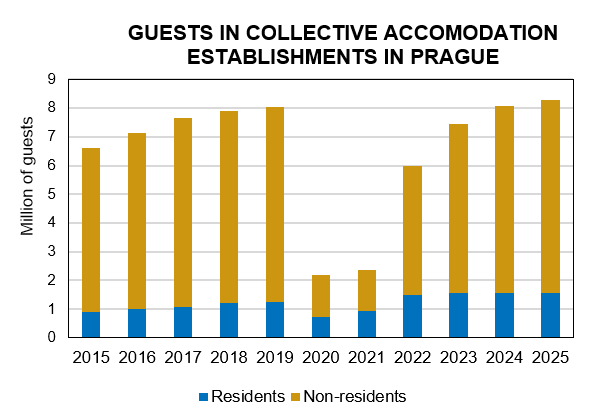 GUESTS IN COLLECTIVE ACCOMODATION
ESTABLISHMENTS IN PRAGUE
Million of guests
9
8
7
6
5
4
3
2
1
0
2015 2016 2017 2018 2019 2020 2021 2022 2023 2024 2025
Residents Non-residents